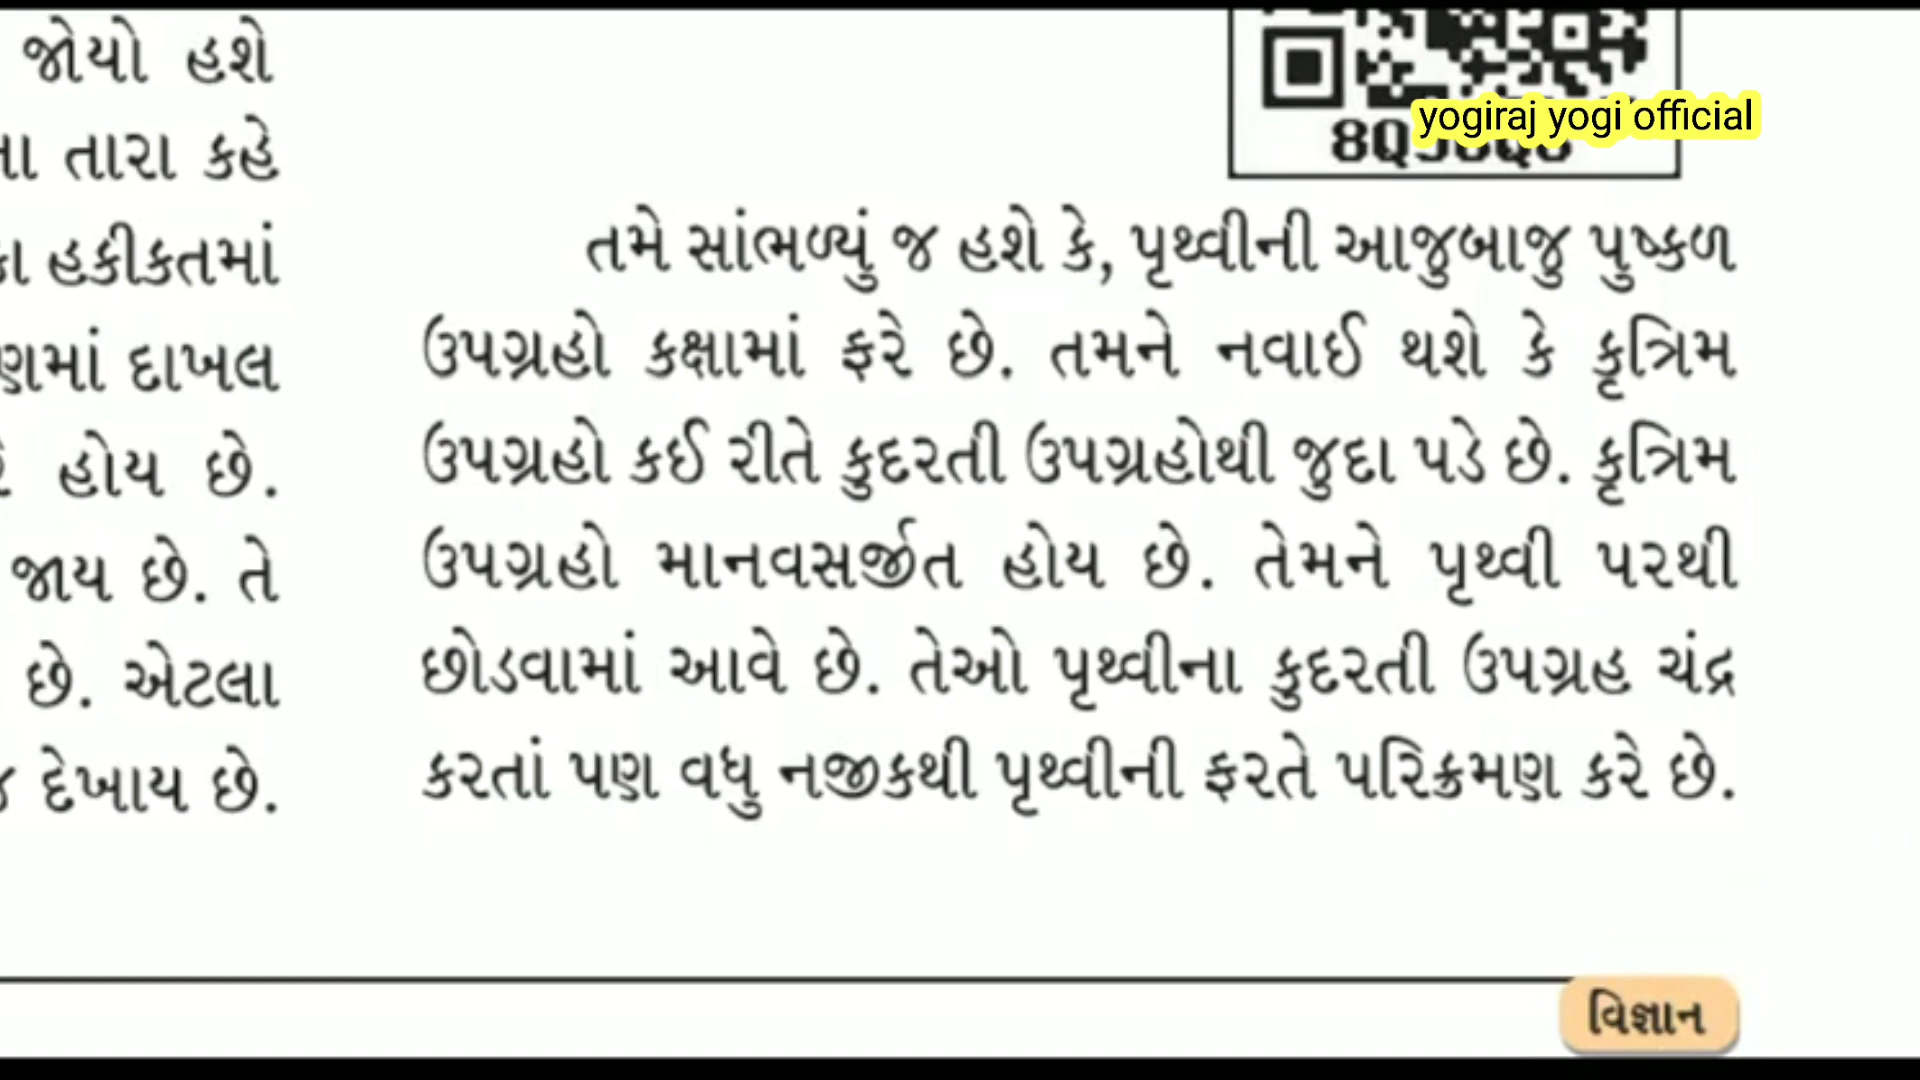 જોયો હશે
તારા કહે
હકીકતમાં
દાખલ
હોય છે.
જાય છે. તે
છે. એટલા
દેખાય છે.
yogiraj yogi official
તમે સાંભળ્યું જ હશે કે, પૃથ્વીની આજુબાજુ પુષ્કળ
ઉપગ્રહો કક્ષામાં ફરે છે. તમને નવાઈ થશે કે કૃત્રિમ
ઉપગ્રહો કઈ રીતે કુદરતી ઉપગ્રહોથી જુદા પડે છે. કૃત્રિમ
ઉપગ્રહો માનવસર્જીત હોય છે. તેમને પૃથ્વી પરથી
છોડવામાં આવે છે. તેઓ પૃથ્વીના કુદરતી ઉપગ્રહ ચંદ્ર
કરતાં પણ વધુ નજીકથી પૃથ્વીની ફરતે પરિક્રમણ કરે છે.
વિજ્ઞાન